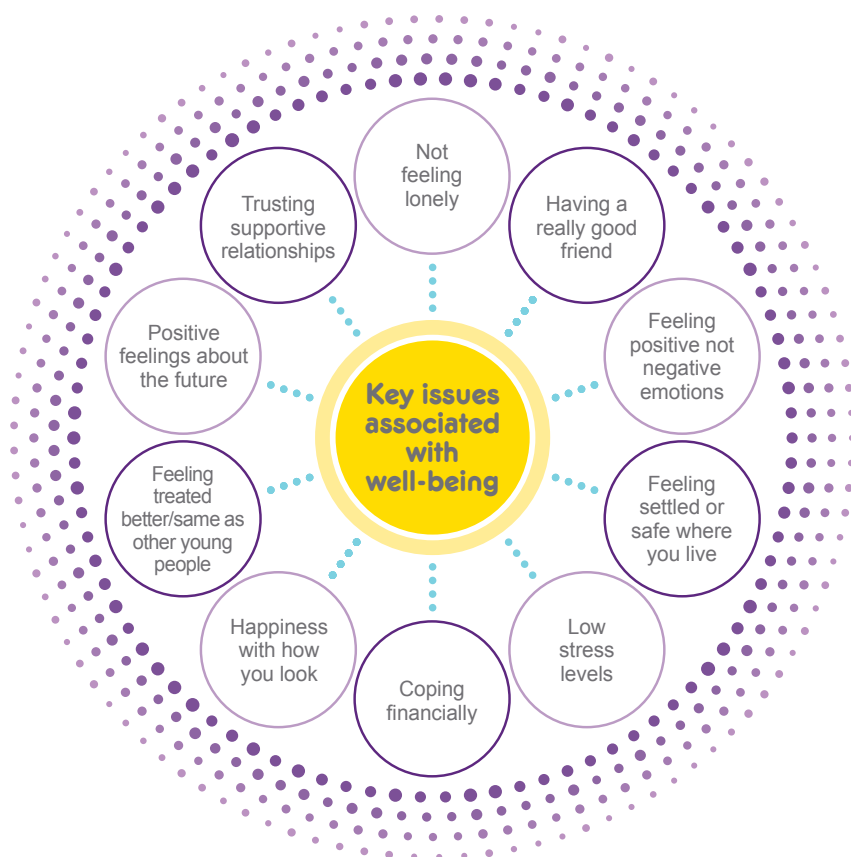 Not
feeling
lonely
Having a
really good
friend
Feeling
positive not
negative
emotions
Feeling
settled or
safe where
you live
Low
stress
levels
Coping
financially
Happiness
with how
you look
Feeling
treated
better/same as
other young
people
Positive
feelings about
the future
Trusting
supportive
relationships
Key issues
associated
with
well-being